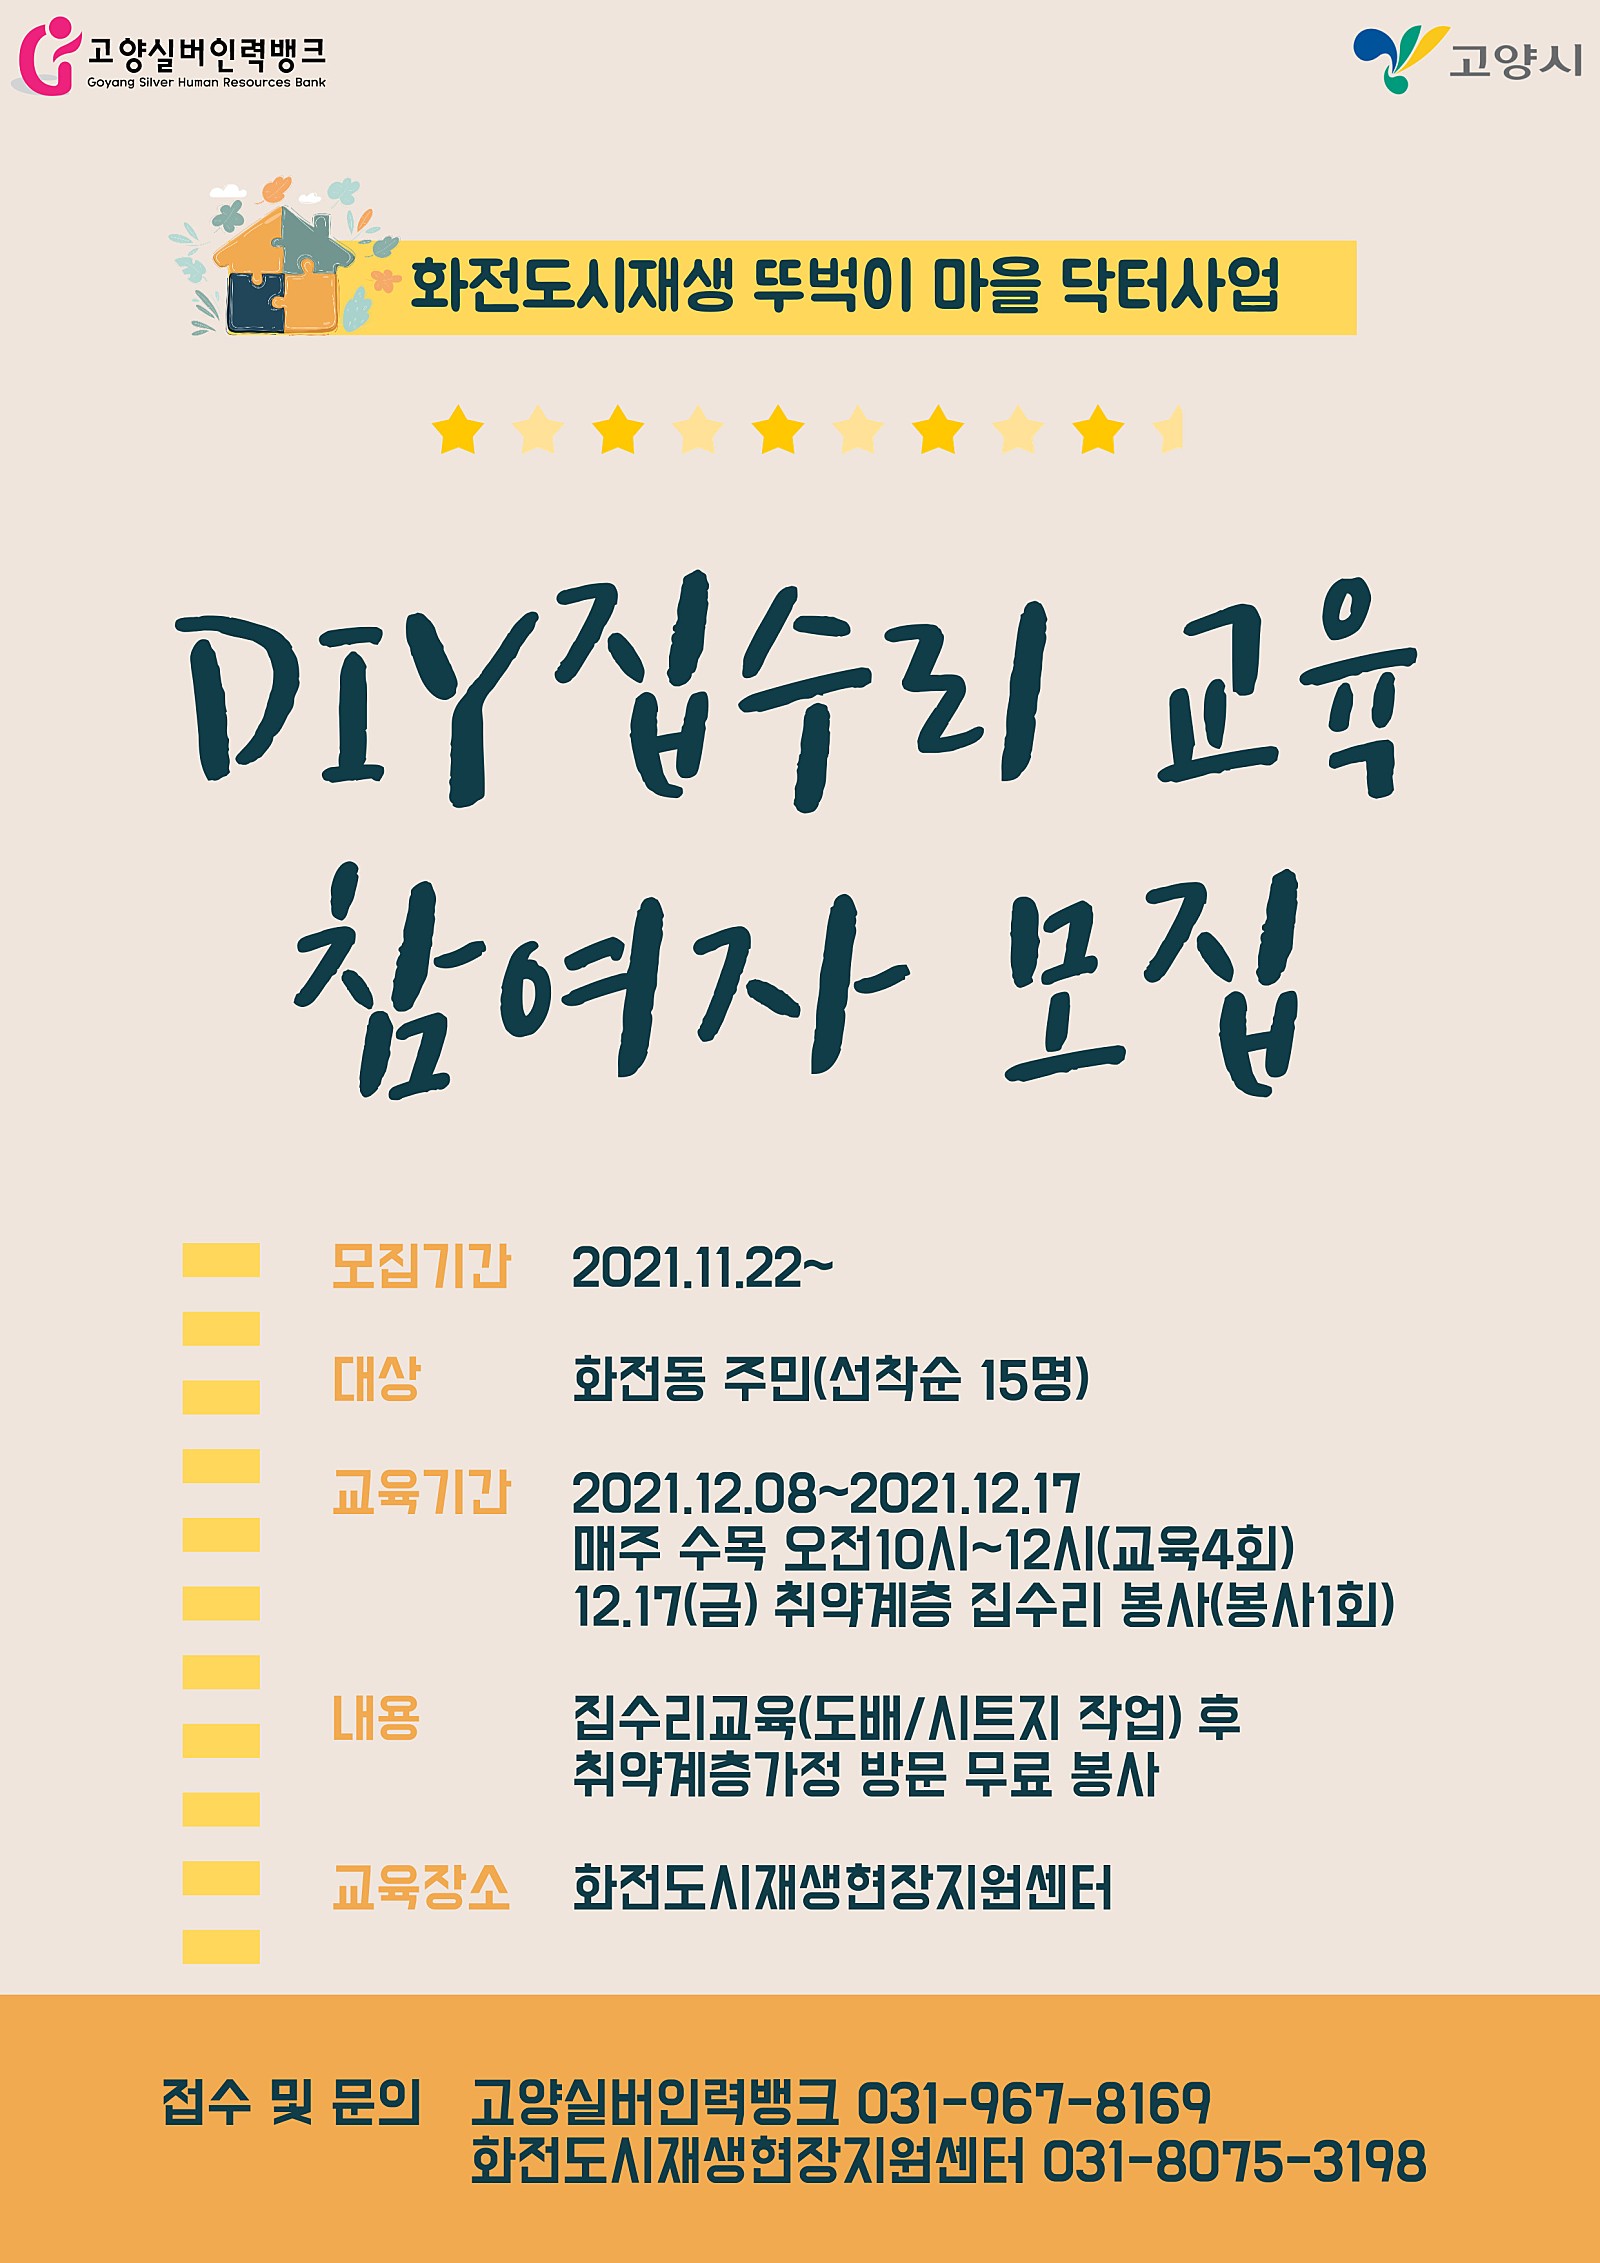 고양실버인력뱅크
Goyang Silver Human Resources Bank
고양시
화전도시재생 뚜벅이 마을 닥터사업
DIY집수리 교육
참여자 모집
모집기간 2021.11.22~
대상 화전동 주민(선착순 15명)
교육기간 2021.12.08~2021.12.17
매주 수목 오전10시~12시(교육4회)
12.17(금) 취약계층 집수리 봉사(봉사1회)
내용 집수리교육(도배/시트지 작업) 후
취약계층가정 방문 무료 봉사
교육장소 화전도시재생현장지원센터
접수 및 문의 고양실버인력뱅크 031-967-8169
화전도시재생현장지원센터 031-8075-3198